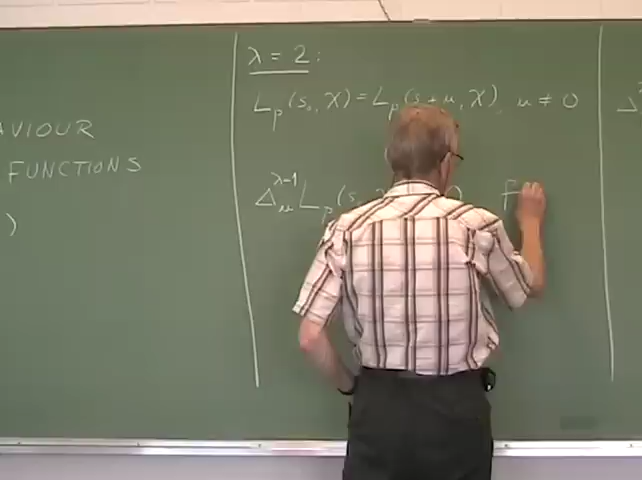 AVIOUR
FUNCTIONS
)
λ = 2 :
L_p(s, χ) = L_p(s + u, χ), u ≠ 0
Δ_u^{λ-1} L_p(s,